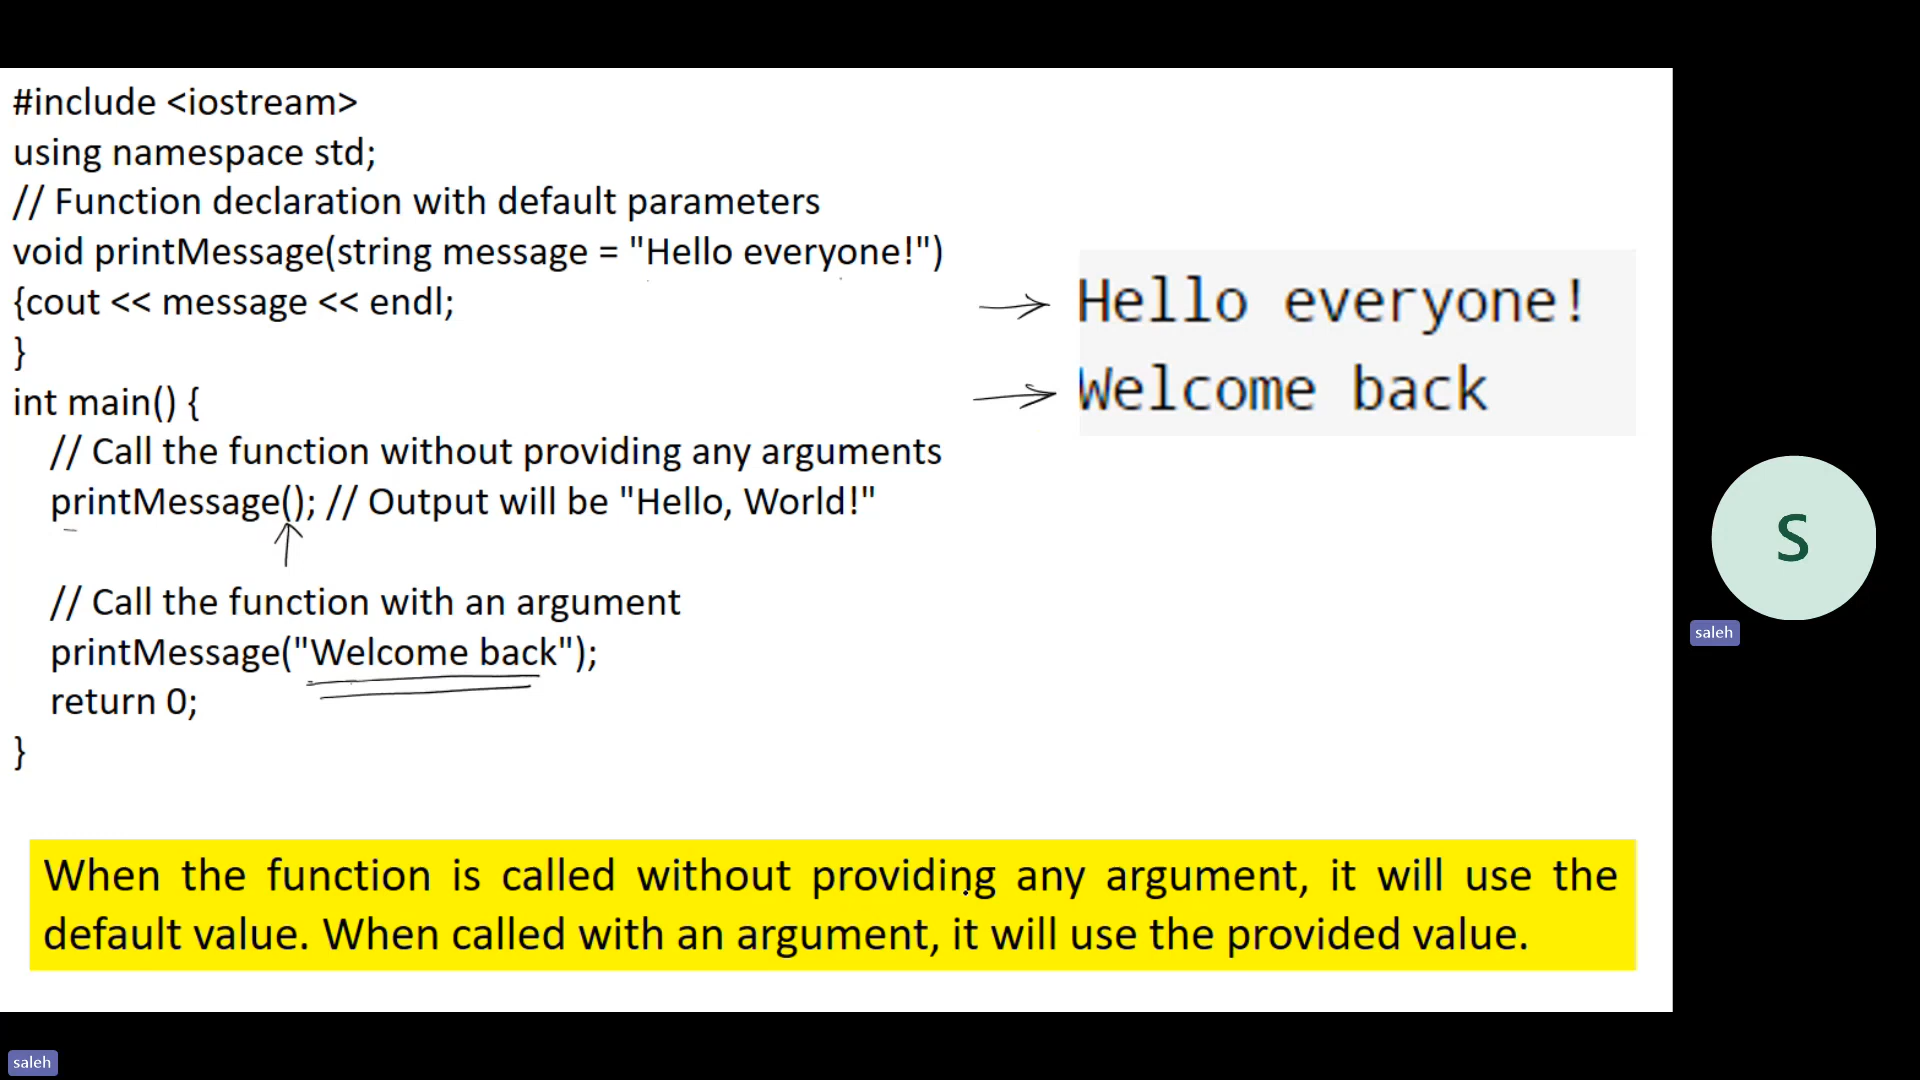 #include <iostream>
using namespace std;
// Function declaration with default parameters
void printMessage(string message = "Hello everyone!")
{cout << message << endl;
}
int main() {
// Call the function without providing any arguments
printMessage(); // Output will be "Hello, World!"
// Call the function with an argument
printMessage("Welcome back");
return 0;
}
Hello everyone!
Welcome back
When the function is called without providing any argument, it will use the
default value. When called with an argument, it will use the provided value.
S
saleh
saleh